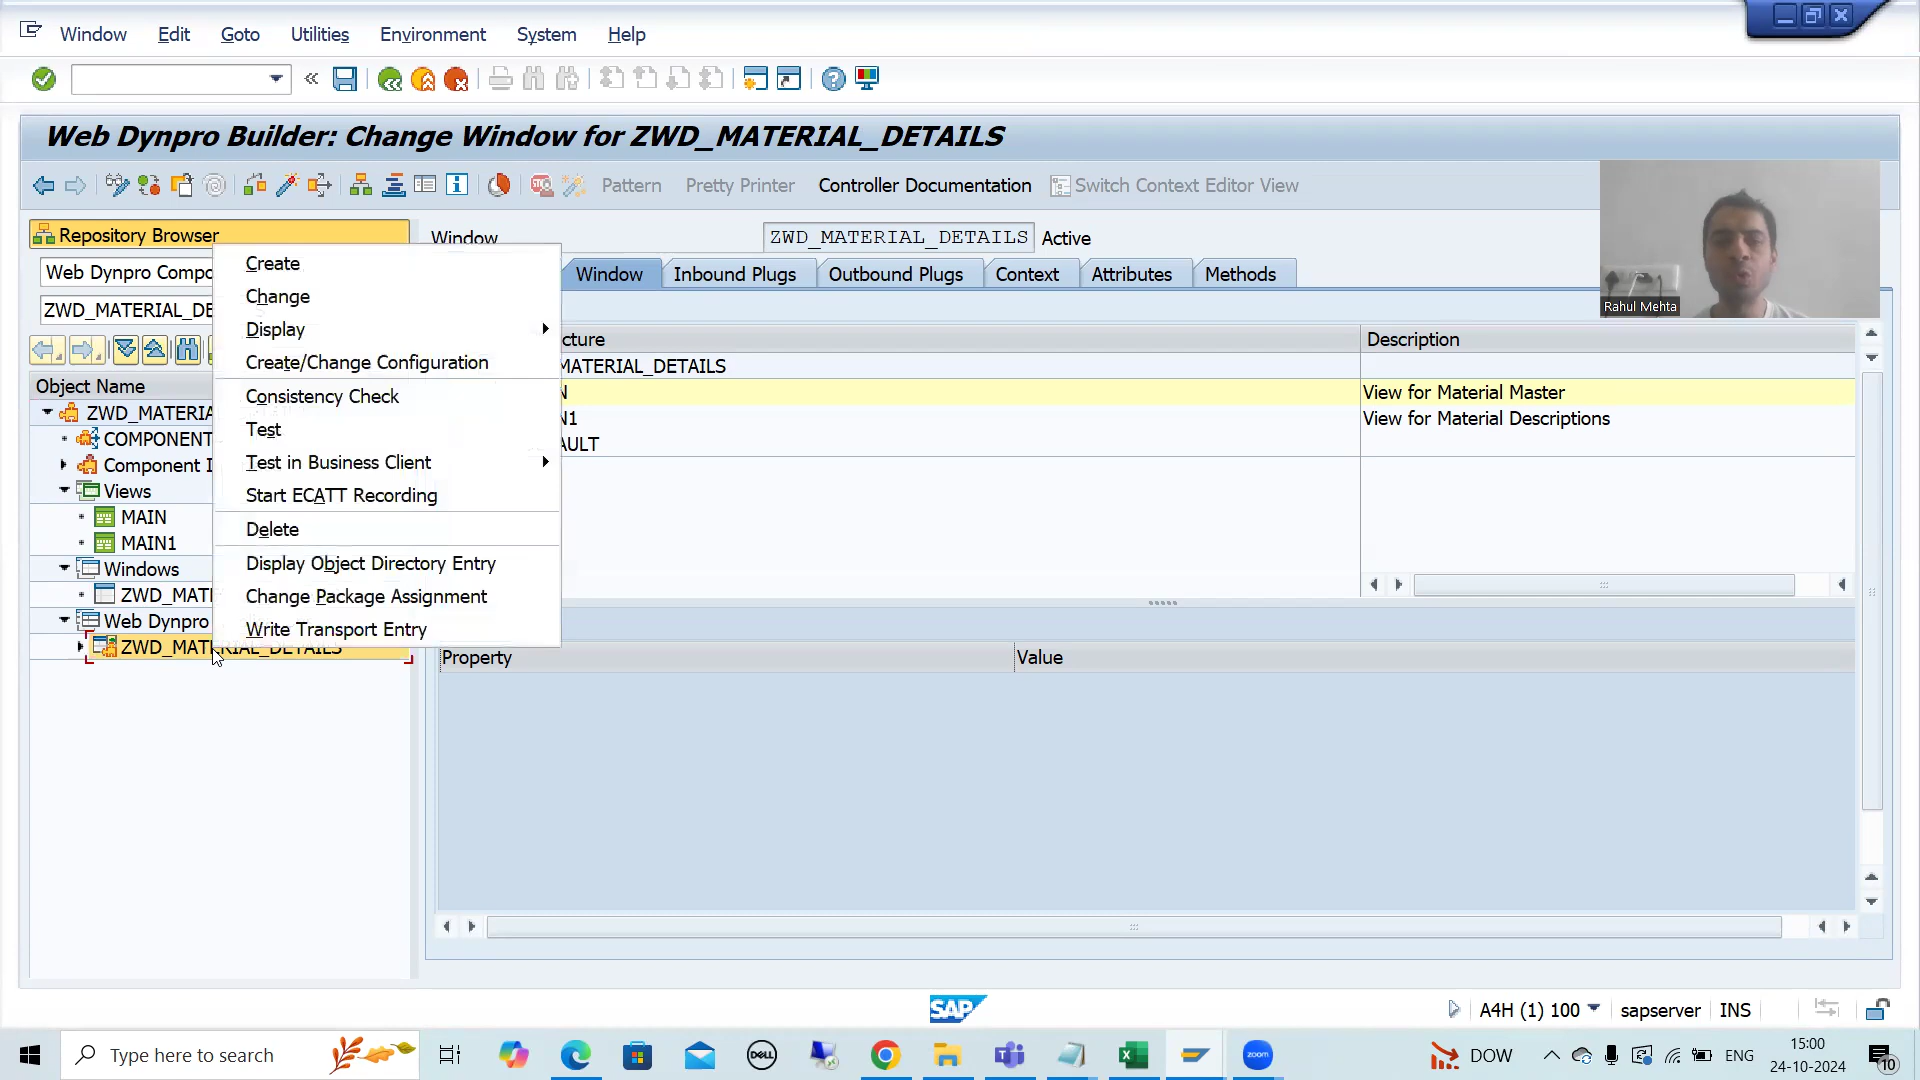 Window Edit Goto Utilities Environment System Help
Web Dynpro Builder: Change Window for ZWD_MATERIAL_DETAILS
Pattern Pretty Printer Controller Documentation Switch Context Editor View
Repository Browser
Web Dynpro Compo
ZWD_MATERIAL_DE
Object Name
ZWD_MATERIA
COMPONENT
Component I
Views
MAIN
MAIN1
Windows
ZWD_MATI
Web Dynpro
ZWD_MATERIAL_DETAILS
Create
Change
Display
Create/Change Configuration
Consistency Check
Test
Test in Business Client
Start ECATT Recording
Delete
Display Object Directory Entry
Change Package Assignment
Write Transport Entry
Window ZWD_MATERIAL_DETAILS Active
Window Inbound Plugs Outbound Plugs Context Attributes Methods
cture Description
MATERIAL_DETAILS
N View for Material Master
N1 View for Material Descriptions
AULT
Property Value
Rahul Mehta
SAP
A4H (1) 100 sapserver INS
Type here to search
DELL
zoom
DOW
ENG
15:00
24-10-2024
10